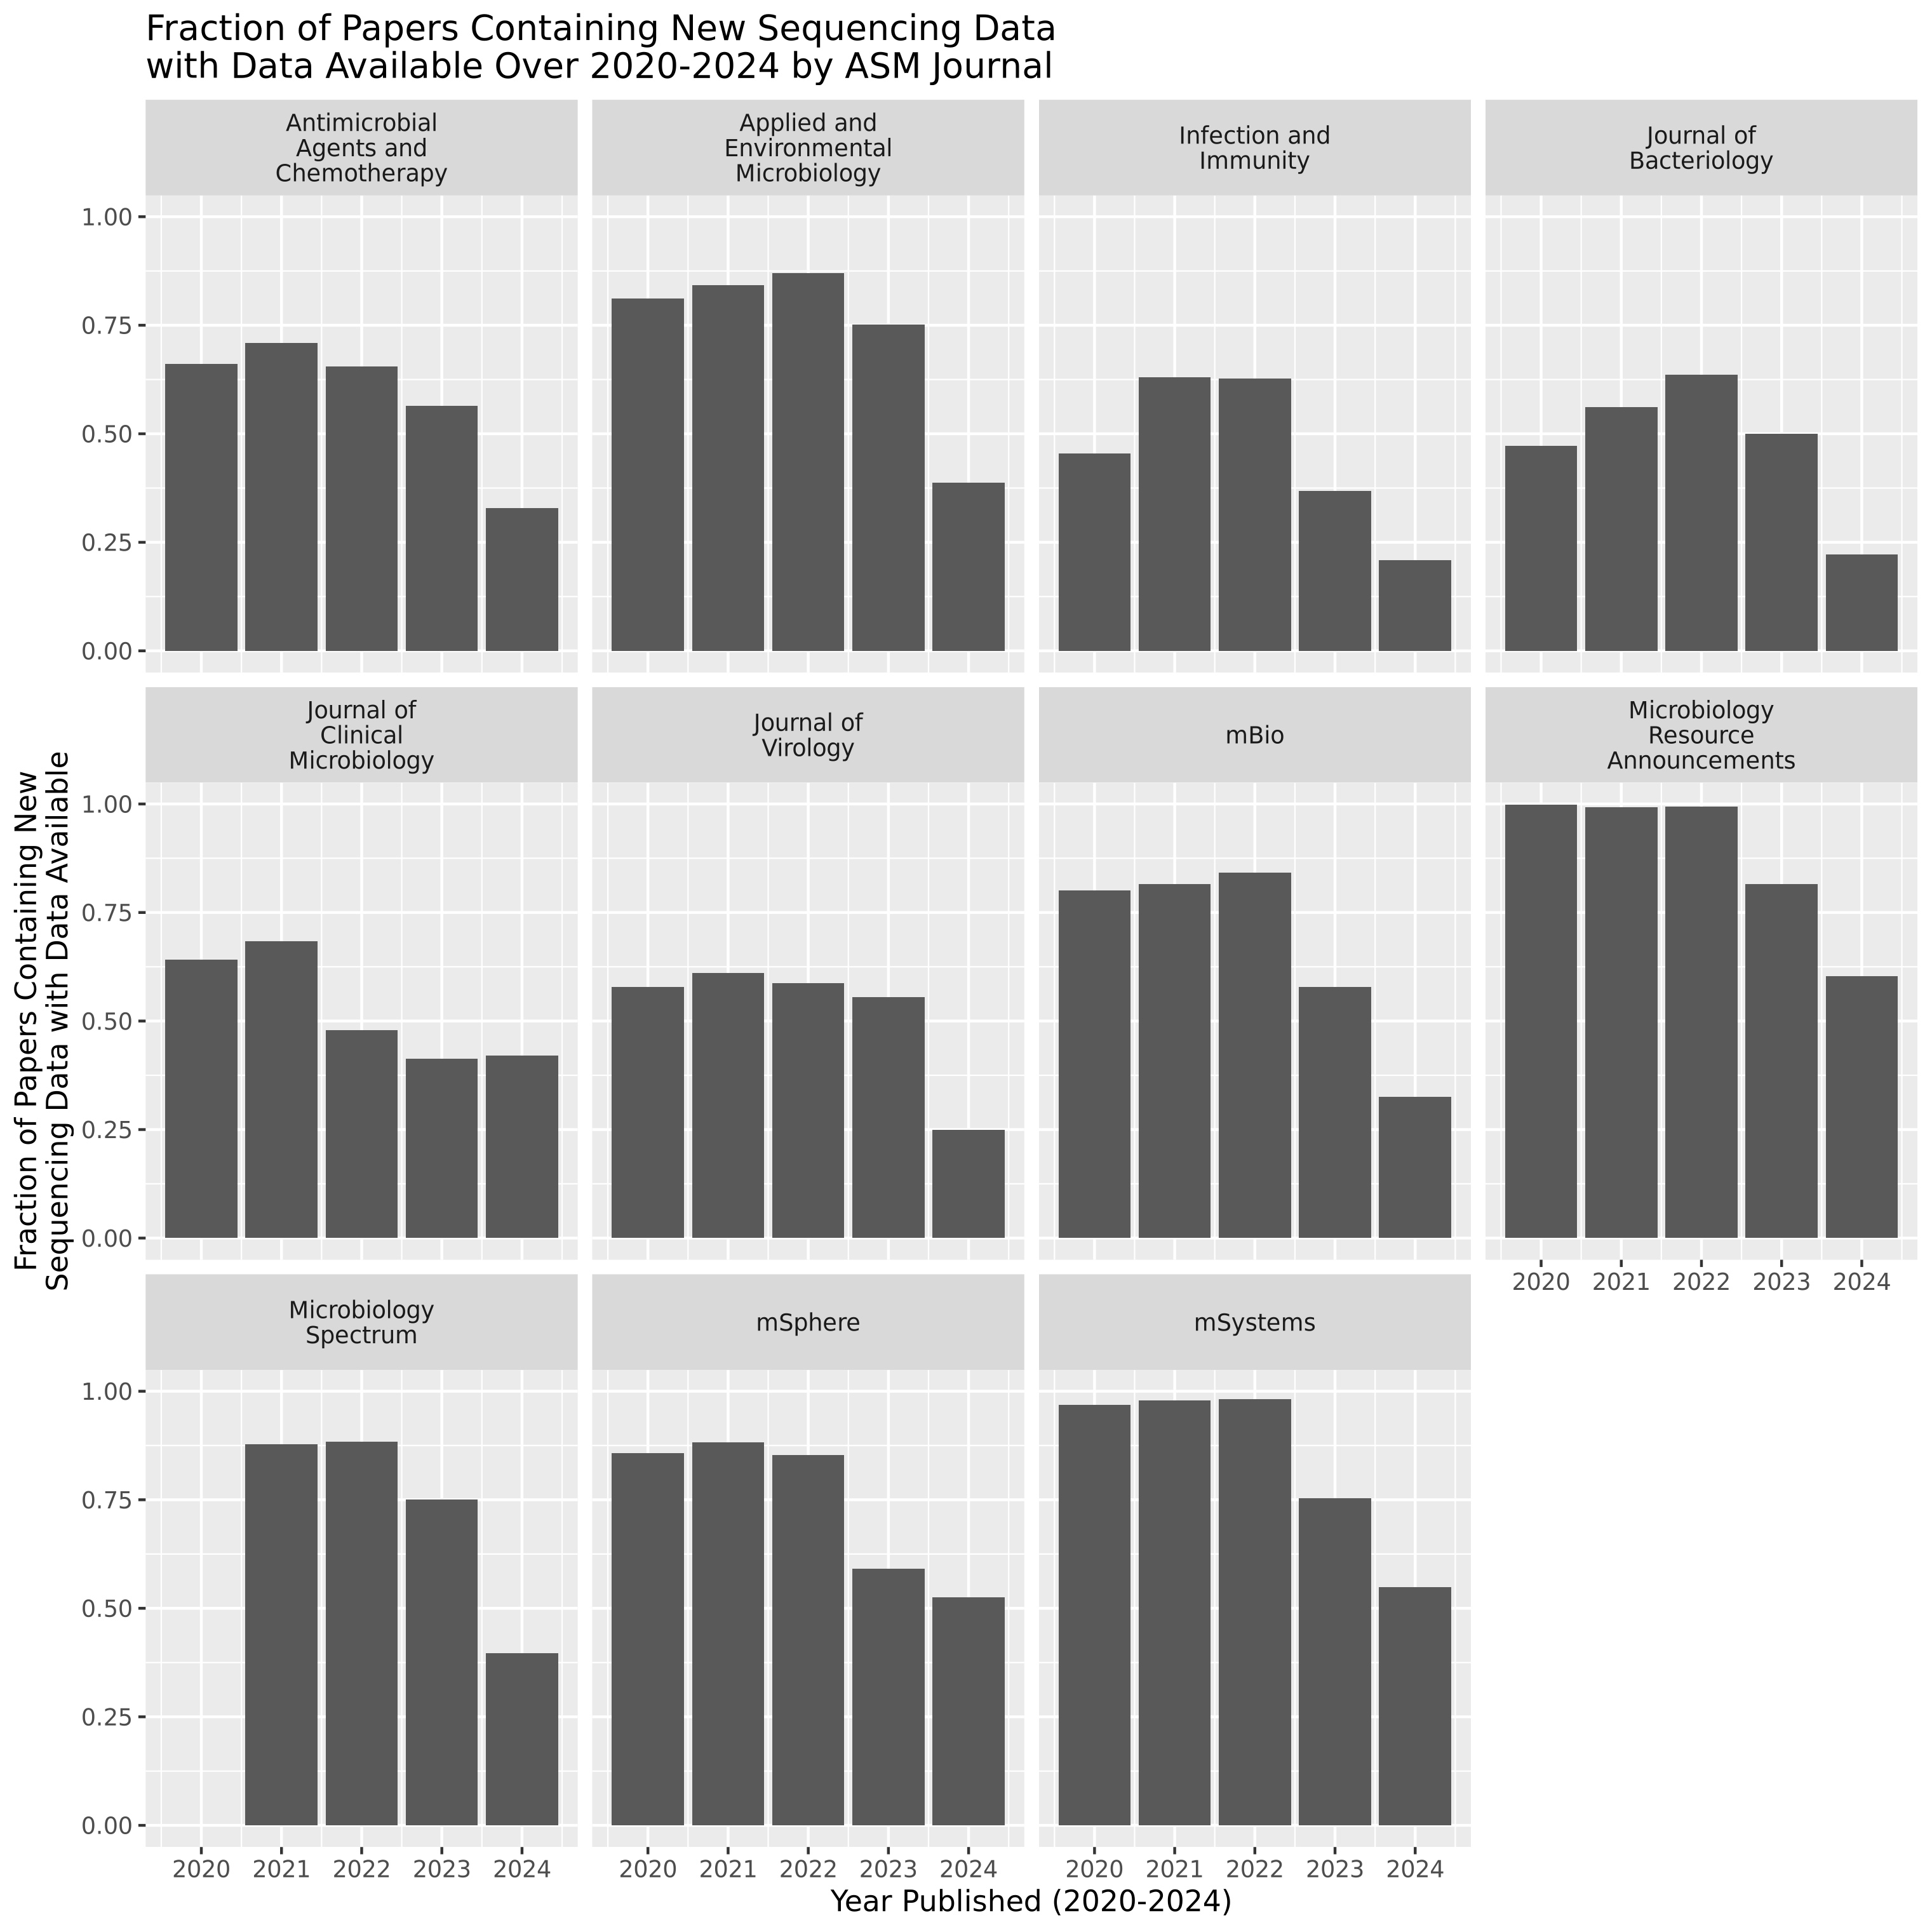 Fraction of Papers Containing New Sequencing Data
with Data Available Over 2020-2024 by ASM Journal
Antimicrobial
Agents and
Chemotherapy
Applied and
Environmental
Microbiology
Infection and
Immunity
Journal of
Bacteriology
1.00
0.75
0.50
0.25
0.00
Journal of
Clinical
Microbiology
Journal of
Virology
mBio
Microbiology
Resource
Announcements
1.00
0.75
0.50
0.25
0.00
2020 2021 2022 2023 2024
Fraction of Papers Containing New
Sequencing Data with Data Available
Microbiology
Spectrum
mSphere
mSystems
1.00
0.75
0.50
0.25
0.00
2020 2021 2022 2023 2024
2020 2021 2022 2023 2024
2020 2021 2022 2023 2024
Year Published (2020-2024)